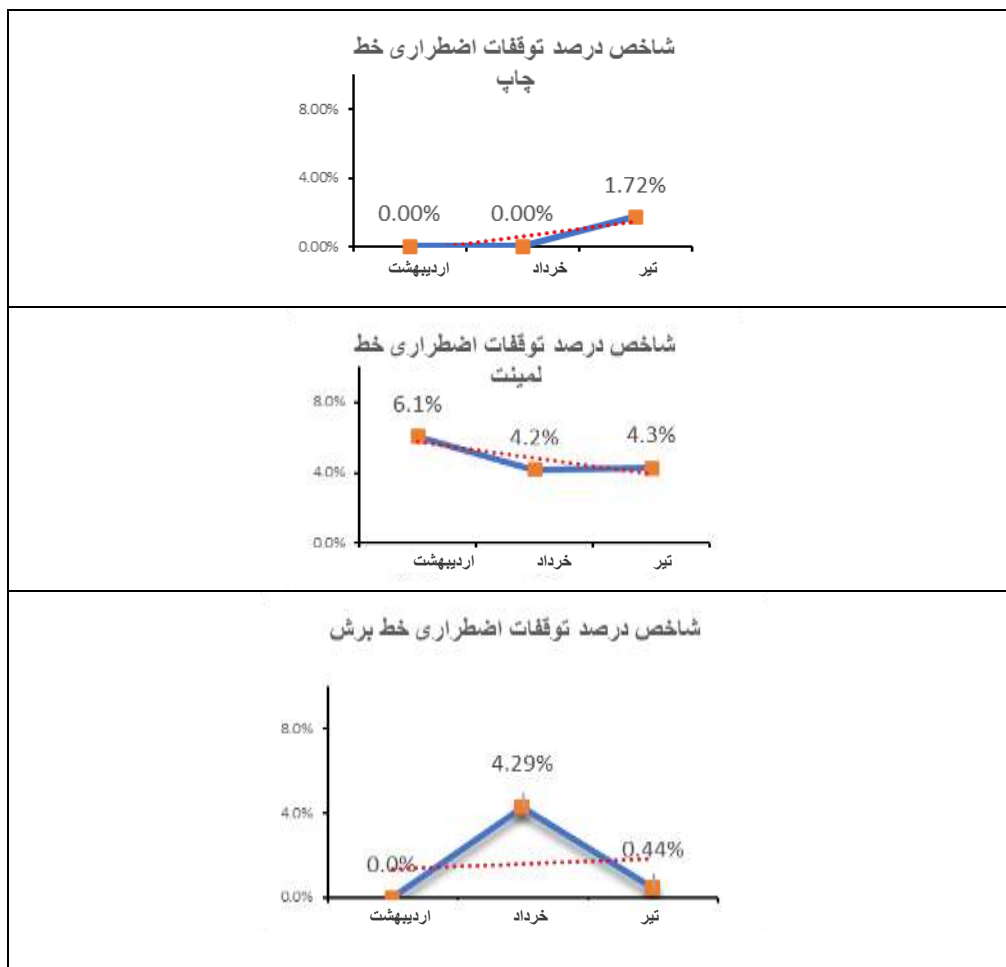 شاخص درصد توقفات اضطراری خط
چاپ
8.00%
4.00%
0.00%
0.00%
0.00%
1.72%
اردیبهشت
خرداد
تیر
شاخص درصد توقفات اضطراری خط
لمینت
8.0%
4.0%
0.0%
6.1%
4.2%
4.3%
اردیبهشت
خرداد
تیر
شاخص درصد توقفات اضطراری خط برش
8.0%
4.0%
0.0%
0.0%
4.29%
0.44%
اردیبهشت
خرداد
تیر